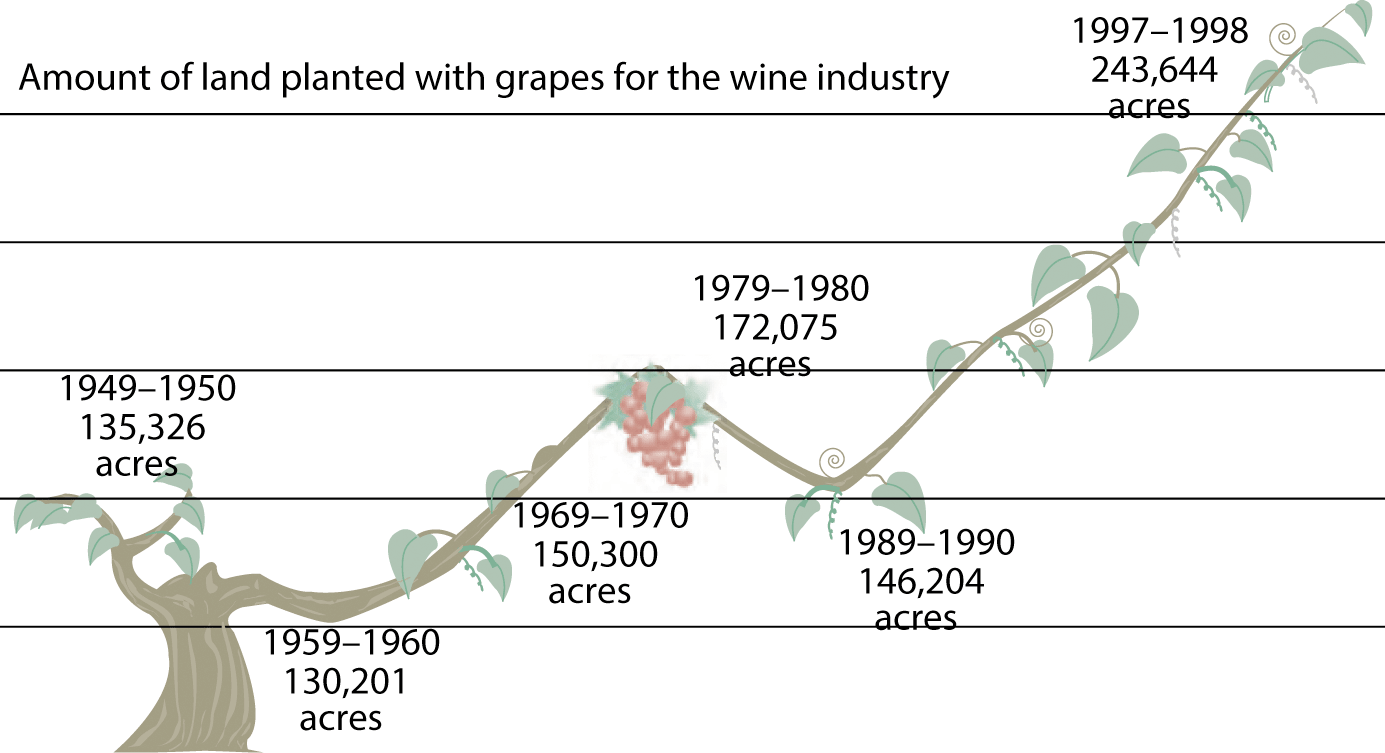 Amount of land planted with grapes for the wine industry
1949–1950
135,326
acres
1959–1960
130,201
acres
1969–1970
150,300
acres
1979–1980
172,075
acres
1989–1990
146,204
acres
1997–1998
243,644
acres